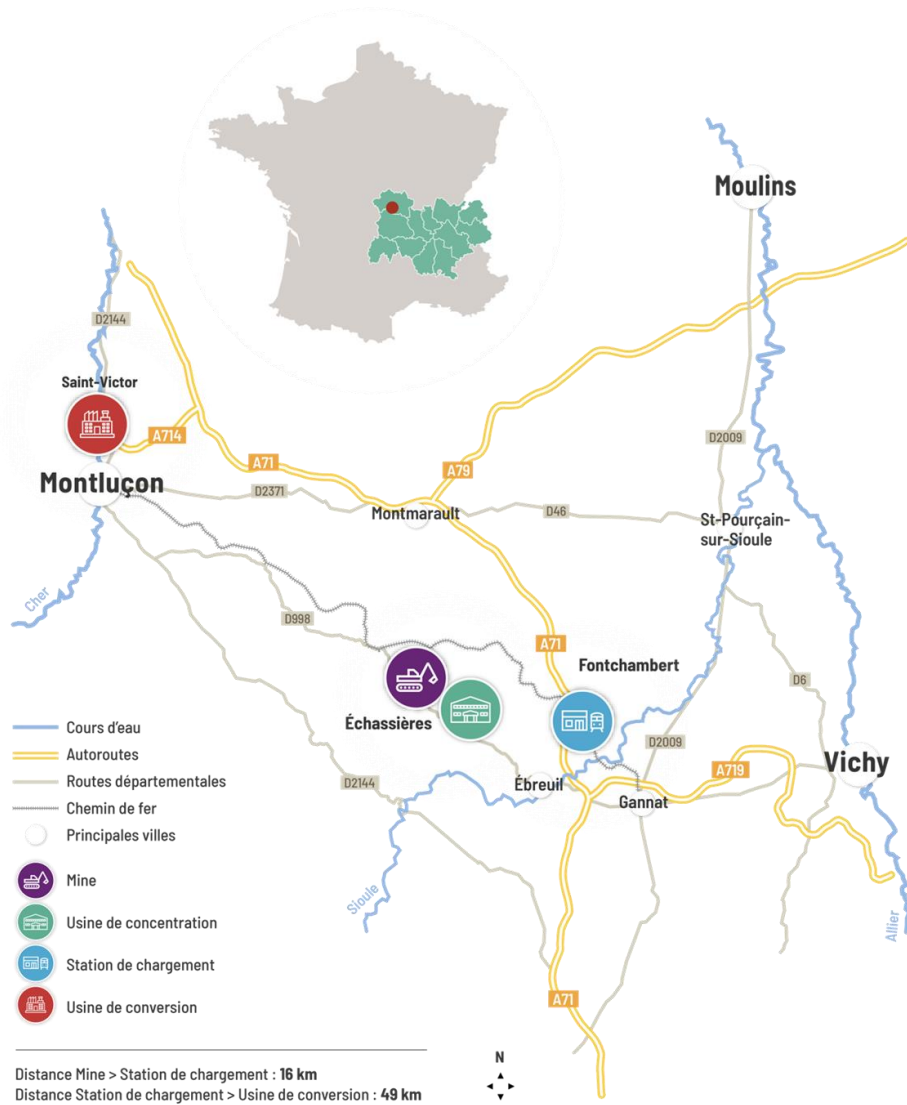 Moulins
D2144
Saint-Victor
A714
D2009
A71
A79
Montluçon
D2371
Montmarault
D46
St-Pourçain-
sur-Sioule
Cher
D998
A71
Fontchambert
D6
Échassières
Cours d'eau
Autoroutes
D2009
Routes départementales
A719
Vichy
D2144
Ébreuil
Chemin de fer
Gannat
Principales villes
Mine
Sioule
Allier
Usine de concentration
Station de chargement
A71
Usine de conversion
N
Distance Mine > Station de chargement : 16 km
Distance Station de chargement > Usine de conversion : 49 km